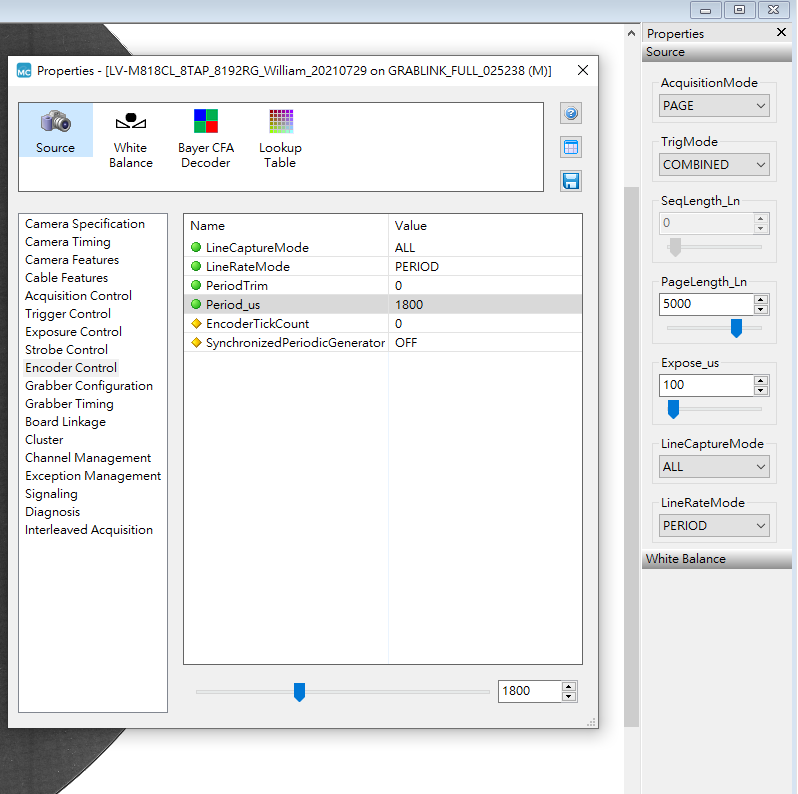 MC Properties - [LV-M818CL_8TAP_8192RG_William_20210729 on GRABLINK_FULL_025238 (M)]
Source
White Balance
Bayer CFA Decoder
Lookup Table
Camera Specification
Camera Timing
Camera Features
Cable Features
Acquisition Control
Trigger Control
Exposure Control
Strobe Control
Encoder Control
Grabber Configuration
Grabber Timing
Board Linkage
Cluster
Channel Management
Exception Management
Signaling
Diagnosis
Interleaved Acquisition
Name Value
LineCaptureMode ALL
LineRateMode PERIOD
PeriodTrim 0
Period_us 1800
EncoderTickCount 0
SynchronizedPeriodicGenerator OFF
1800
Properties
Source
AcquisitionMode
PAGE
TrigMode
COMBINED
SeqLength_Ln
0
PageLength_Ln
5000
Expose_us
100
LineCaptureMode
ALL
LineRateMode
PERIOD
White Balance